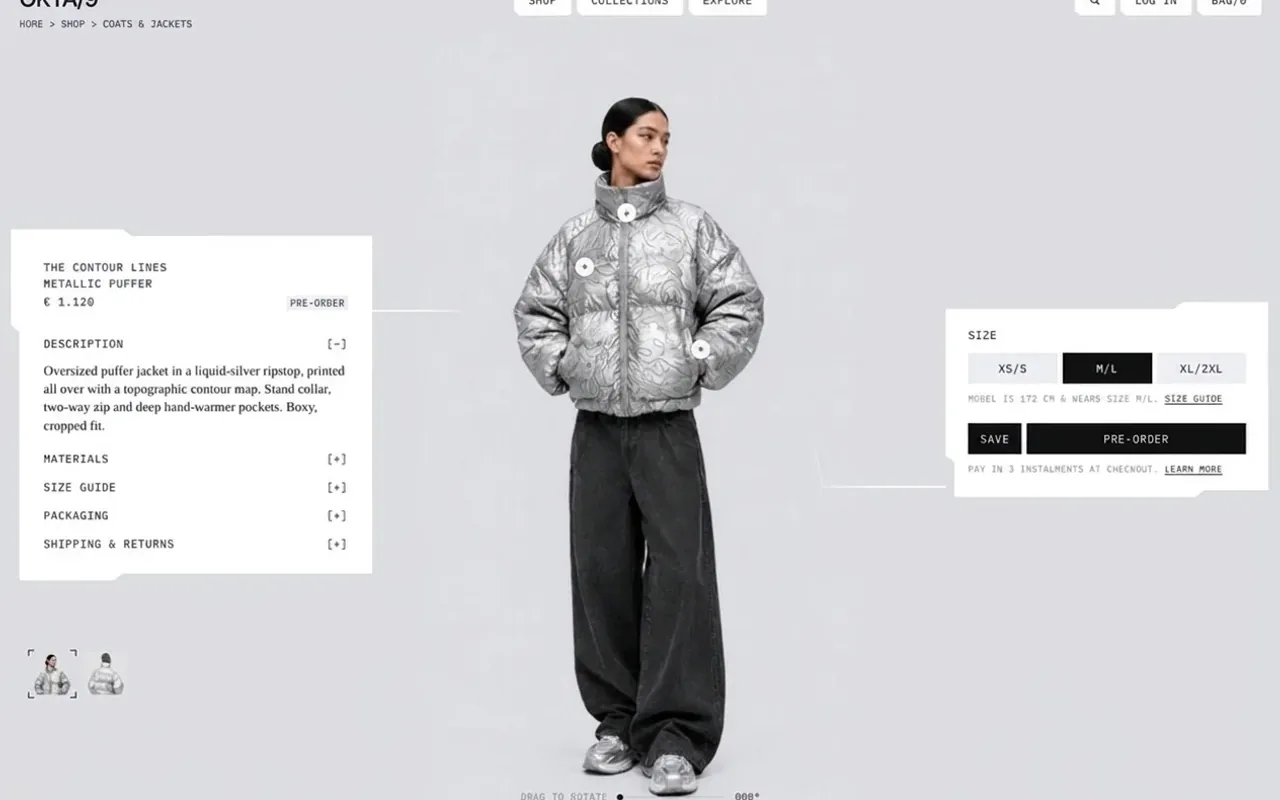 OKTA/9
SHOP COLLECTIONS EXPLORE
LOG IN BAG/0
HORE > SHOP > COATS & JACKETS
THE CONTOUR LINES
METALLIC PUFFER
€ 1.120 PRE-ORDER
DESCRIPTION [-]
Oversized puffer jacket in a liquid-silver ripstop, printed
all over with a topographic contour map. Stand collar,
two-way zip and deep hand-warmer pockets. Boxy,
cropped fit.
MATERIALS [+]
SIZE GUIDE [+]
PACKAGING [+]
SHIPPING & RETURNS [+]
SIZE
XS/S M/L XL/2XL
MOBEL IS 172 CM & WEARS SIZE M/L. SIZE GUIDE
SAVE PRE-ORDER
PAY IN 3 INSTALMENTS AT CHECKOUT. LEARN MORE
DRAG TO ROTATE 000°